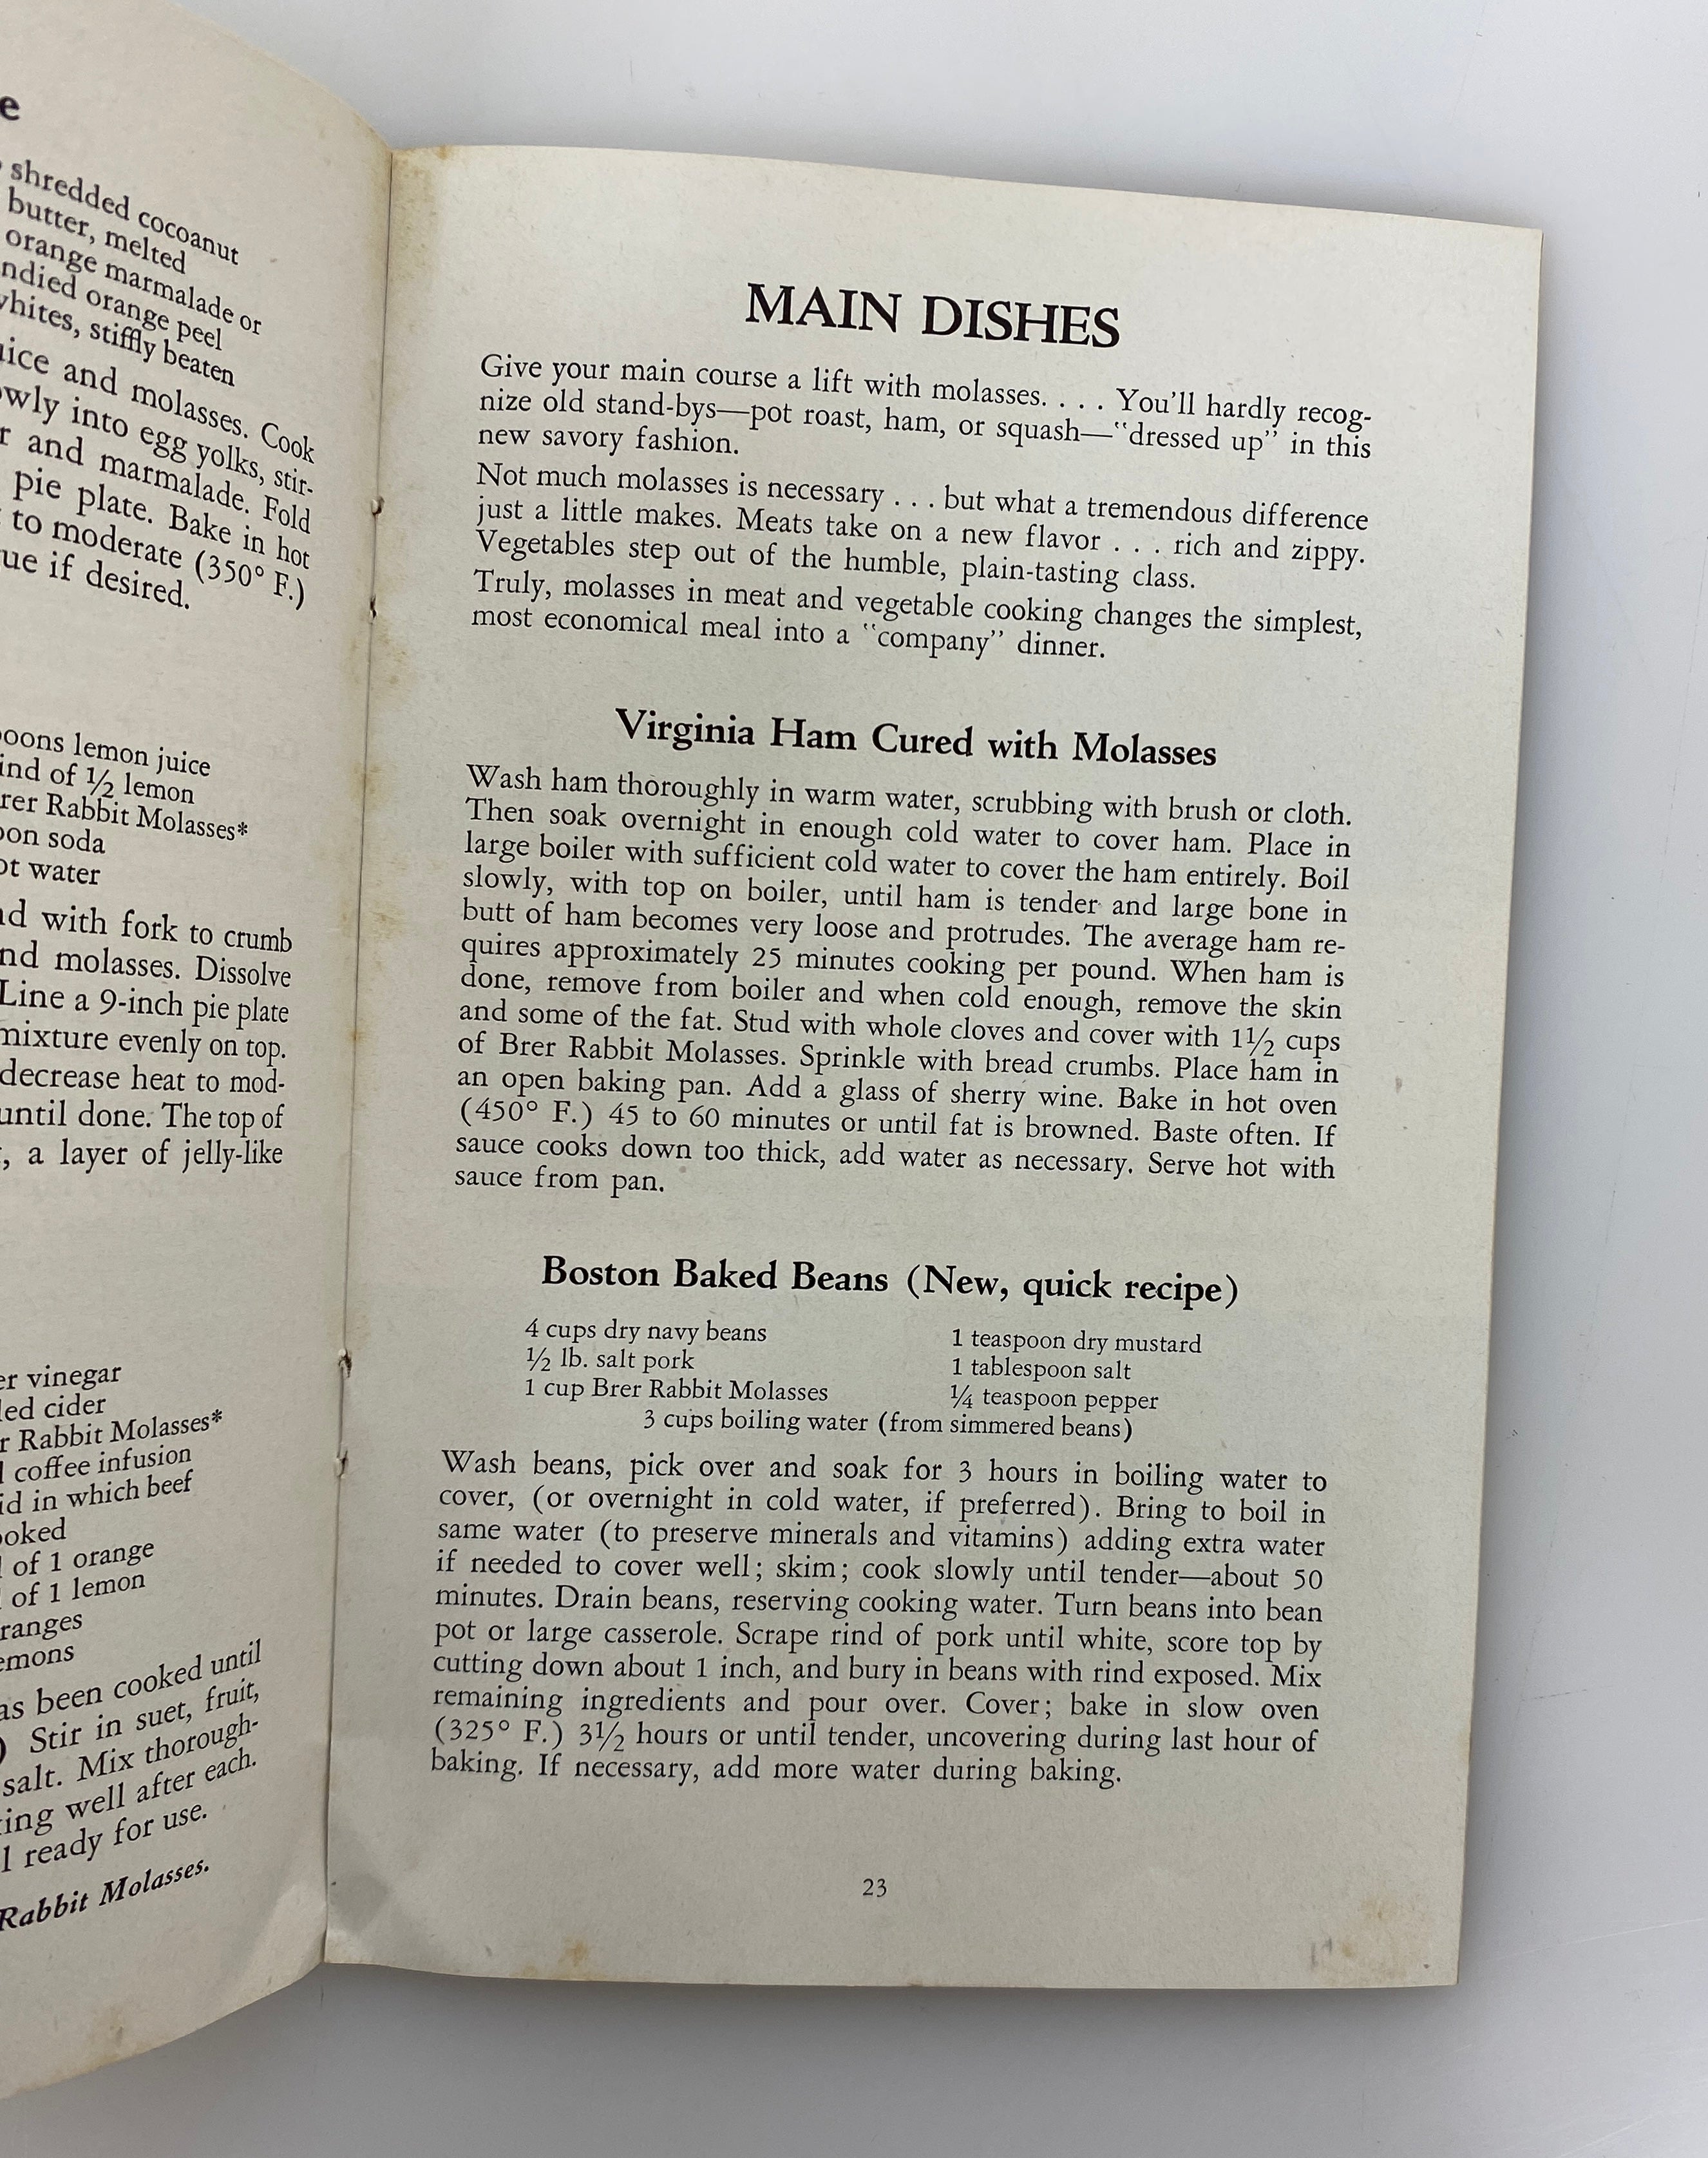 e
shredded cocoanut
butter, melted
orange marmalade or
ndied orange peel
whites, stiffly beaten
uice and molasses. Cook
owly into egg yolks, stir-
r and marmalade. Fold
pie plate. Bake in hot
to moderate (350° F.)
ue if desired.
poons lemon juice
ind of ½ lemon
rer Rabbit Molasses*
oon soda
ot water
nd with fork to crumb
nd molasses. Dissolve
Line a 9-inch pie plate
mixture evenly on top.
decrease heat to mod-
until done. The top of
, a layer of jelly-like
er vinegar
led cider
r Rabbit Molasses*
l coffee infusion
id in which beef
ooked
l of 1 orange
l of 1 lemon
ranges
emons
as been cooked until
) Stir in suet, fruit,
salt. Mix thorough-
ing well after each.
l ready for use.
Rabbit Molasses.
MAIN DISHES
Give your main course a lift with molasses. . . . You'll hardly recog-
nize old stand-bys—pot roast, ham, or squash—"dressed up" in this
new savory fashion.
Not much molasses is necessary . . . but what a tremendous difference
just a little makes. Meats take on a new flavor . . . rich and zippy.
Vegetables step out of the humble, plain-tasting class.
Truly, molasses in meat and vegetable cooking changes the simplest,
most economical meal into a "company" dinner.
Virginia Ham Cured with Molasses
Wash ham thoroughly in warm water, scrubbing with brush or cloth.
Then soak overnight in enough cold water to cover ham. Place in
large boiler with sufficient cold water to cover the ham entirely. Boil
slowly, with top on boiler, until ham is tender and large bone in
butt of ham becomes very loose and protrudes. The average ham re-
quires approximately 25 minutes cooking per pound. When ham is
done, remove from boiler and when cold enough, remove the skin
and some of the fat. Stud with whole cloves and cover with 1½ cups
of Brer Rabbit Molasses. Sprinkle with bread crumbs. Place ham in
an open baking pan. Add a glass of sherry wine. Bake in hot oven
(450° F.) 45 to 60 minutes or until fat is browned. Baste often. If
sauce cooks down too thick, add water as necessary. Serve hot with
sauce from pan.
Boston Baked Beans (New, quick recipe)
4 cups dry navy beans
½ lb. salt pork
1 cup Brer Rabbit Molasses
1 teaspoon dry mustard
1 tablespoon salt
¼ teaspoon pepper
3 cups boiling water (from simmered beans)
Wash beans, pick over and soak for 3 hours in boiling water to
cover, (or overnight in cold water, if preferred). Bring to boil in
same water (to preserve minerals and vitamins) adding extra water
if needed to cover well; skim; cook slowly until tender—about 50
minutes. Drain beans, reserving cooking water. Turn beans into bean
pot or large casserole. Scrape rind of pork until white, score top by
cutting down about 1 inch, and bury in beans with rind exposed. Mix
remaining ingredients and pour over. Cover; bake in slow oven
(325° F.) 3½ hours or until tender, uncovering during last hour of
baking. If necessary, add more water during baking.
23